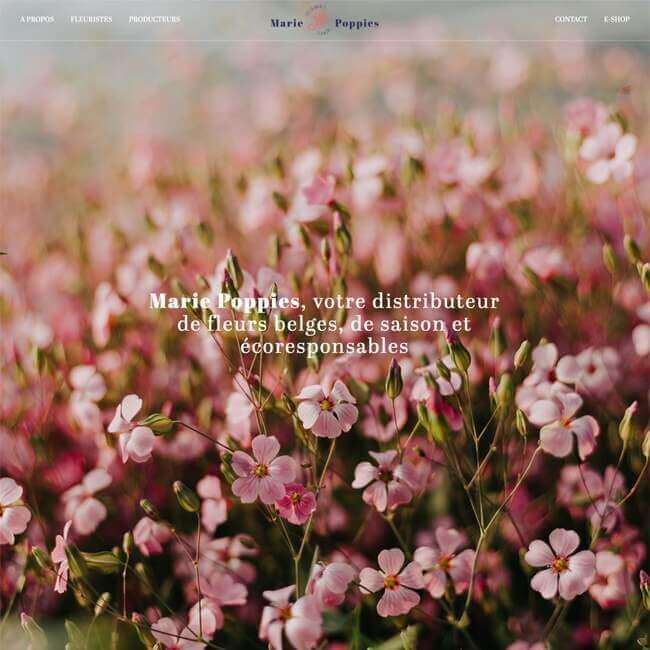 A PROPOS
FLEURISTES
PRODUCTEURS
Marie Poppies
CONTACT
E-SHOP
Marie Poppies, votre distributeur
de fleurs belges, de saison et
écoresponsables